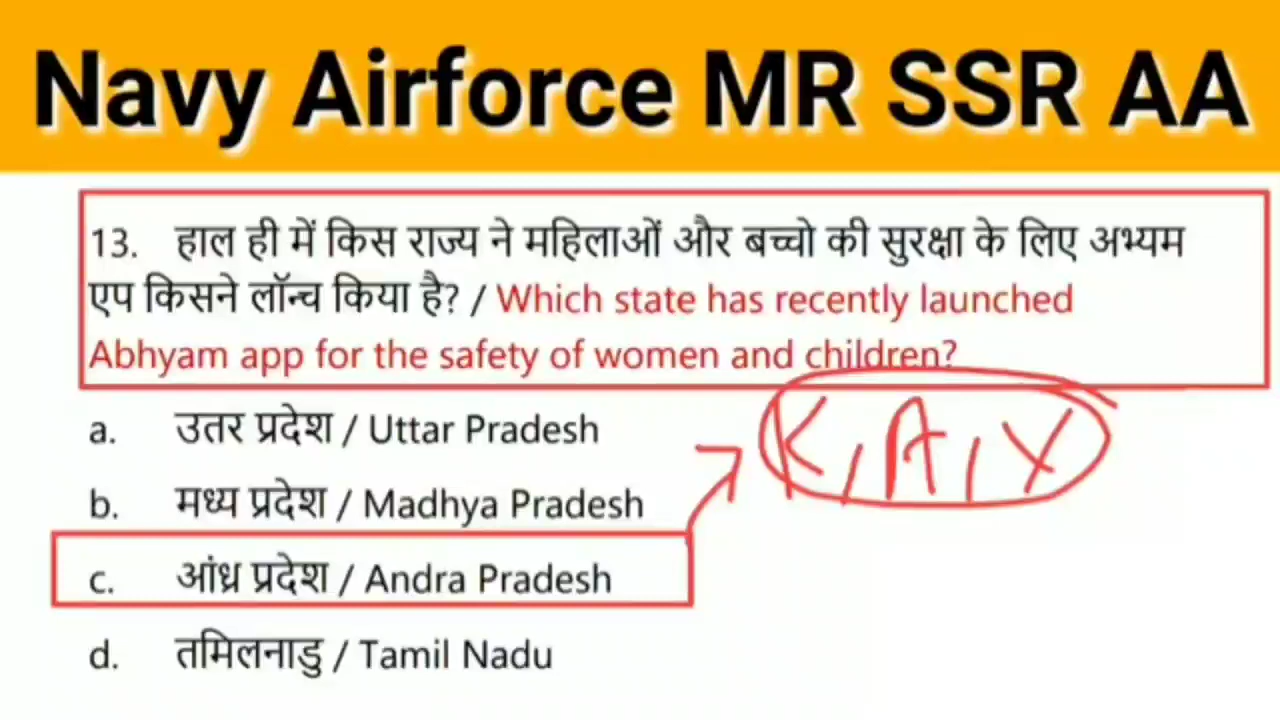 Navy Airforce MR SSR AA
13. हाल ही में किस राज्य ने महिलाओं और बच्चो की सुरक्षा के लिए अभ्यम
एप किसने लॉन्च किया है? / Which state has recently launched
Abhyam app for the safety of women and children?
K, A, Y
a. उतर प्रदेश / Uttar Pradesh
b. मध्य प्रदेश / Madhya Pradesh
c. आंध्र प्रदेश / Andra Pradesh
d. तमिलनाडु / Tamil Nadu